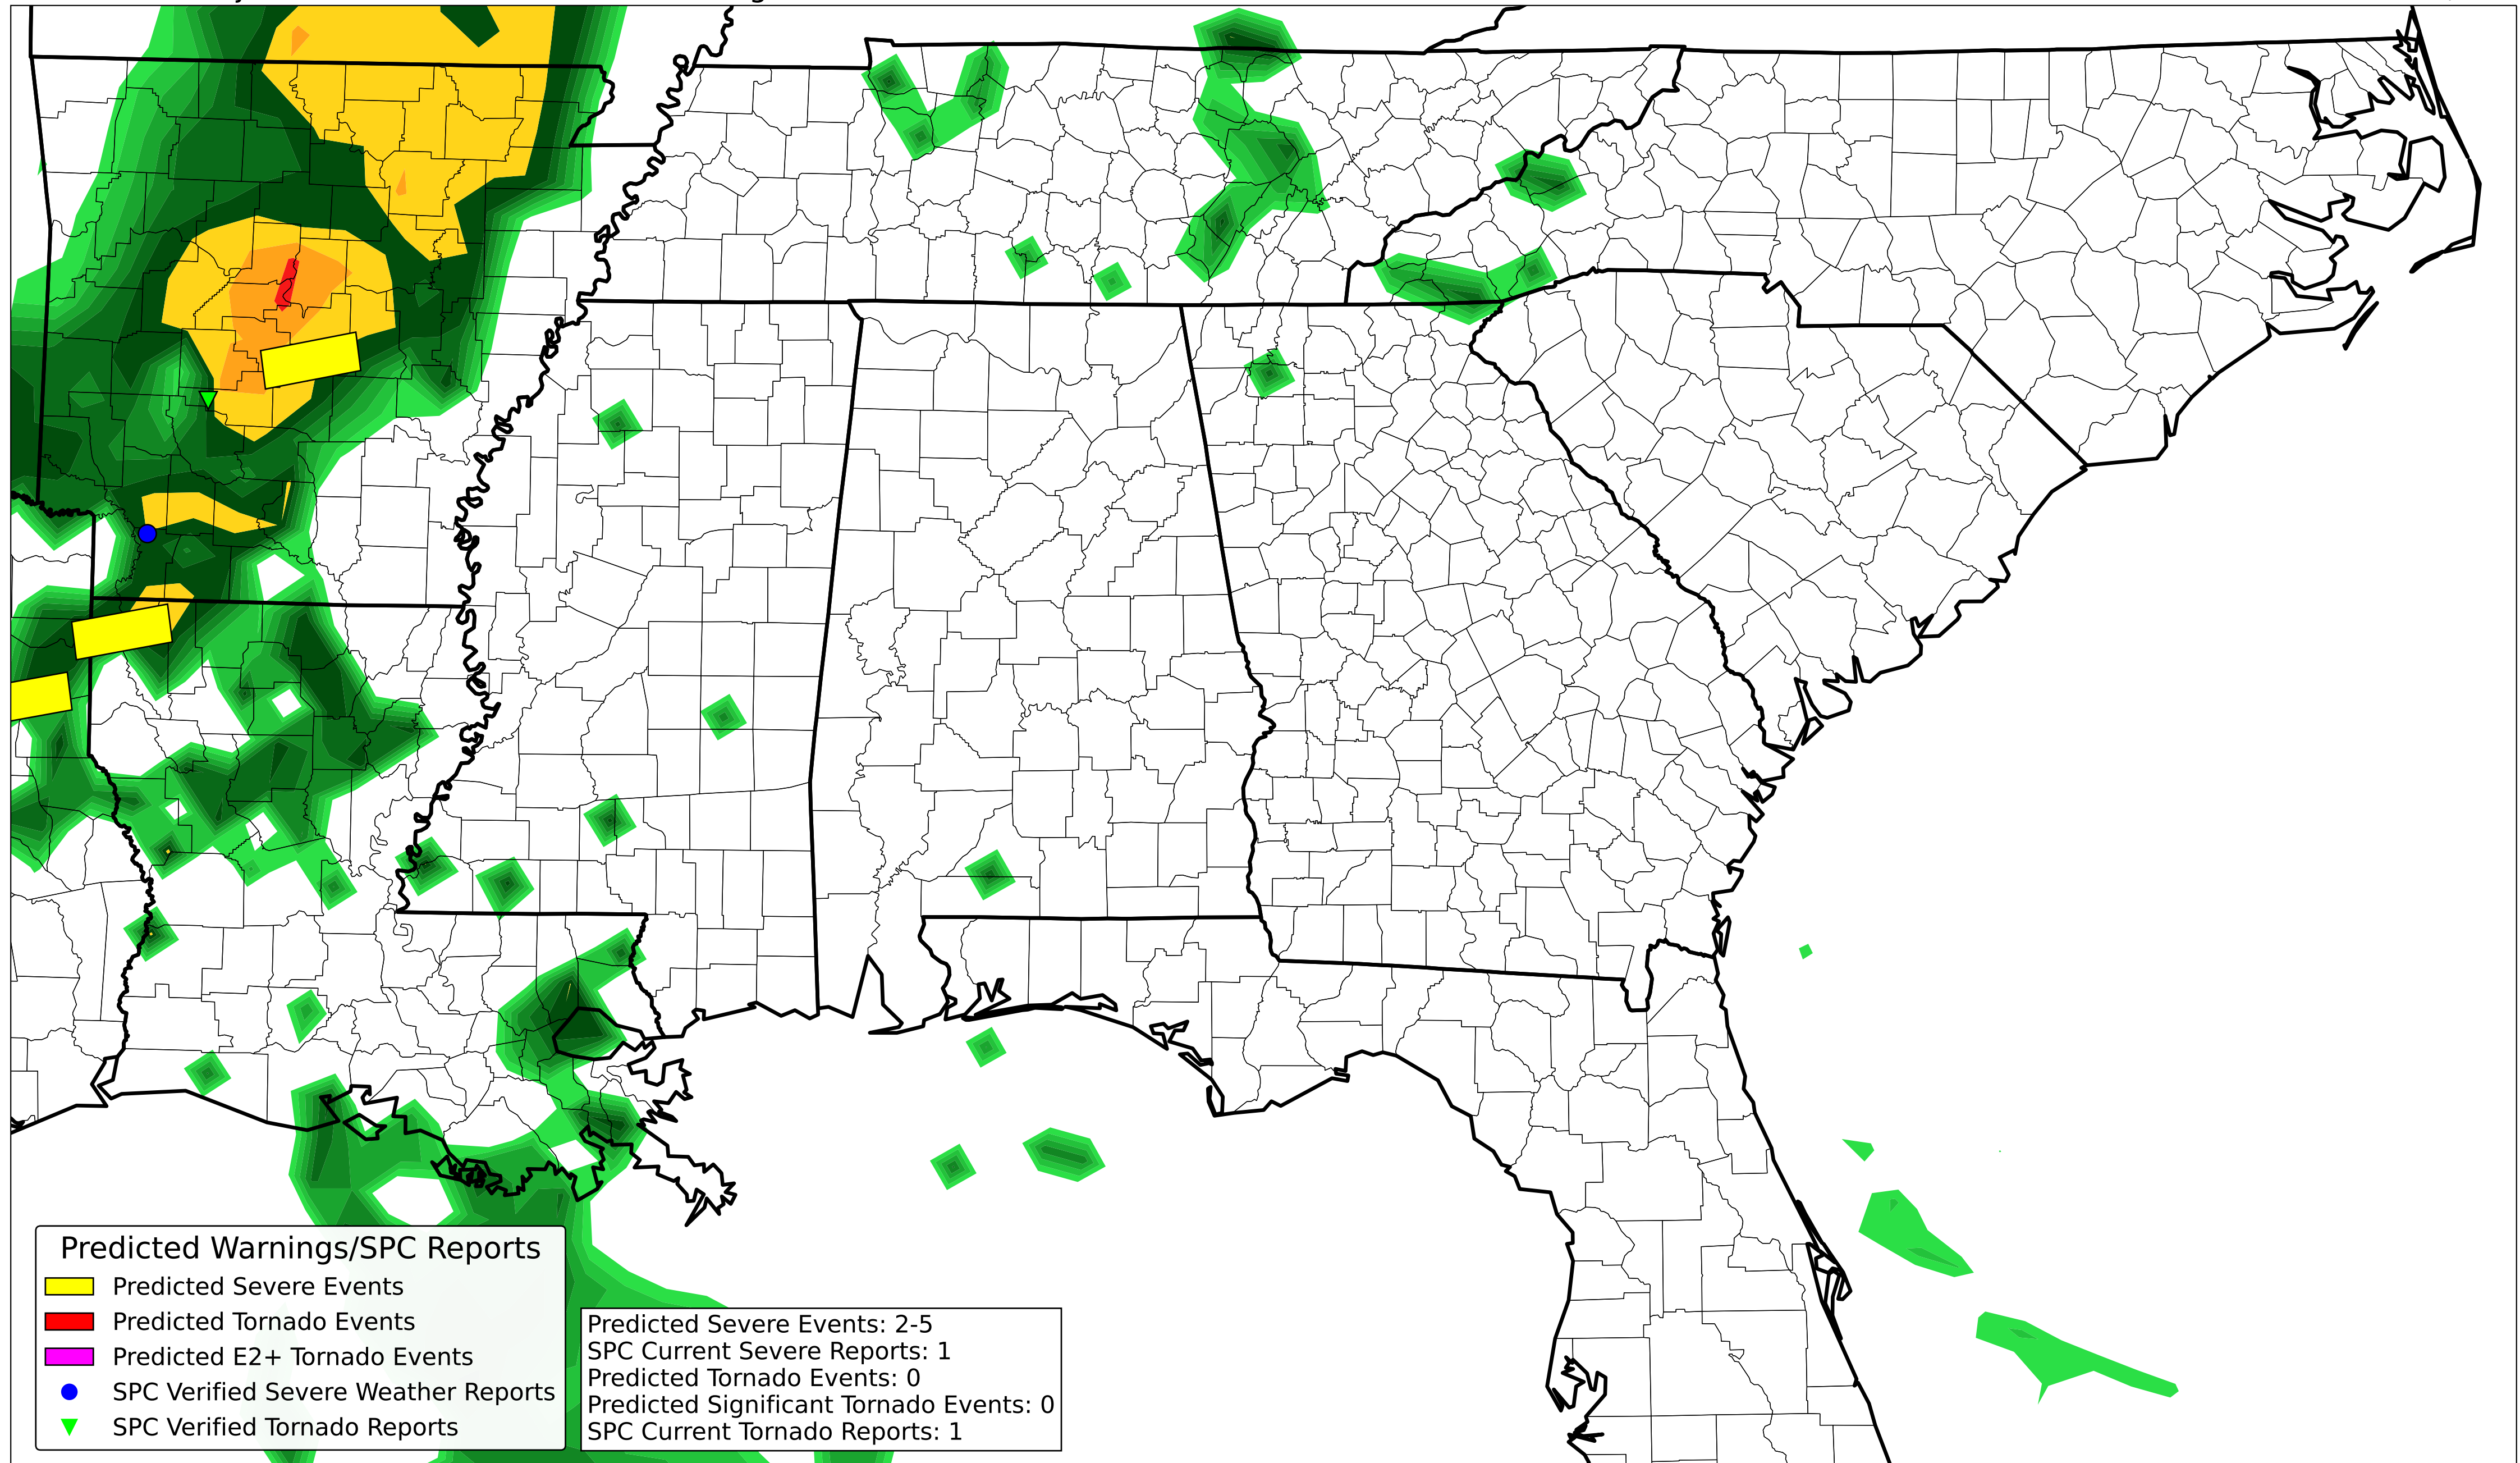 Predicted Warnings/SPC Reports
Predicted Severe Events
Predicted Tornado Events
Predicted E2+ Tornado Events
SPC Verified Severe Weather Reports
SPC Verified Tornado Reports
Predicted Severe Events: 2-5
SPC Current Severe Reports: 1
Predicted Tornado Events: 0
Predicted Significant Tornado Events: 0
SPC Current Tornado Reports: 1